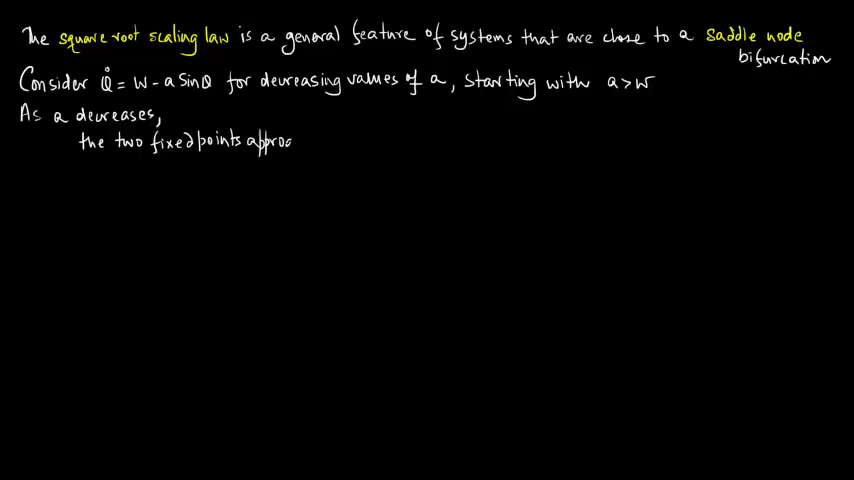 The square root scaling law is a general feature of systems that are close to a saddle node
bifurcation
Consider θ̇ = w - a sinθ for decreasing values of a, starting with a > w
As a decreases,
the two fixed points approa